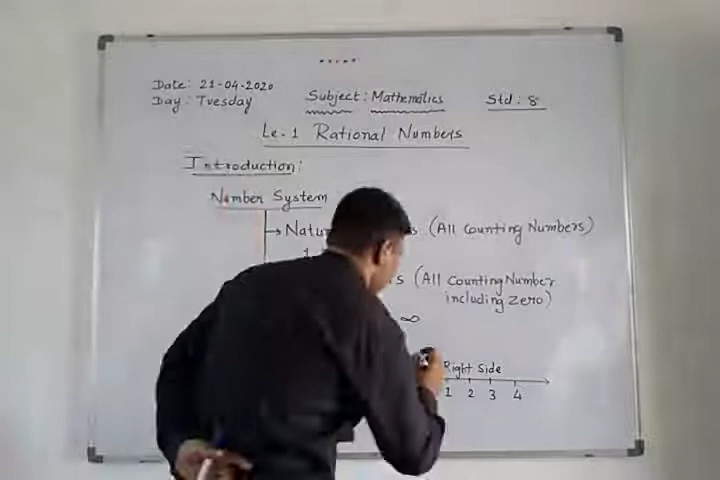 Date: 21-04-2020
Day: Tuesday
Subject: Mathematics
Std: 8
Le. 1 Rational Numbers
Introduction:
Number System
(All Counting Numbers)
1
(All Counting Number
including zero)
∞
Right Side
1 2 3 4